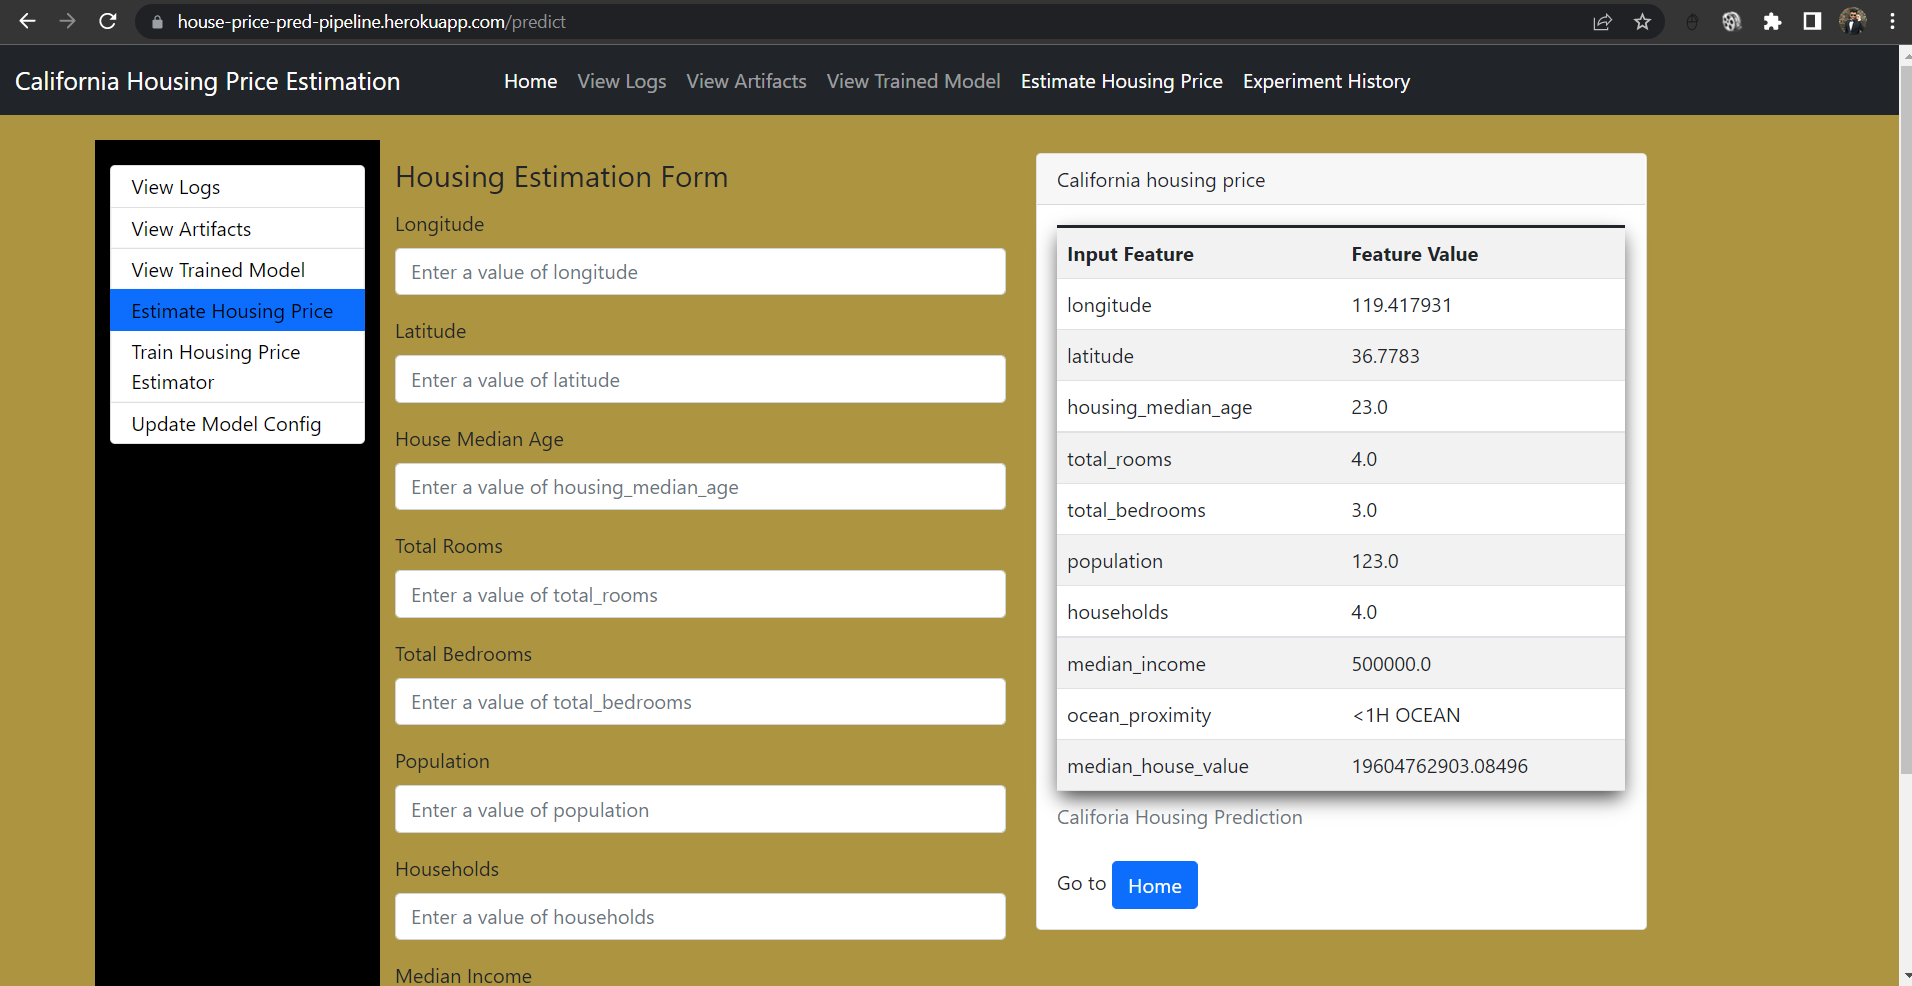 house-price-pred-pipeline.herokuapp.com/predict
California Housing Price Estimation
Home View Logs View Artifacts View Trained Model Estimate Housing Price Experiment History
View Logs
View Artifacts
View Trained Model
Estimate Housing Price
Train Housing Price
Estimator
Update Model Config
Housing Estimation Form
Longitude
Enter a value of longitude
Latitude
Enter a value of latitude
House Median Age
Enter a value of housing_median_age
Total Rooms
Enter a value of total_rooms
Total Bedrooms
Enter a value of total_bedrooms
Population
Enter a value of population
Households
Enter a value of households
Median Income
California housing price
Input Feature Feature Value
longitude 119.417931
latitude 36.7783
housing_median_age 23.0
total_rooms 4.0
total_bedrooms 3.0
population 123.0
households 4.0
median_income 500000.0
ocean_proximity <1H OCEAN
median_house_value 19604762903.08496
Califoria Housing Prediction
Go to Home